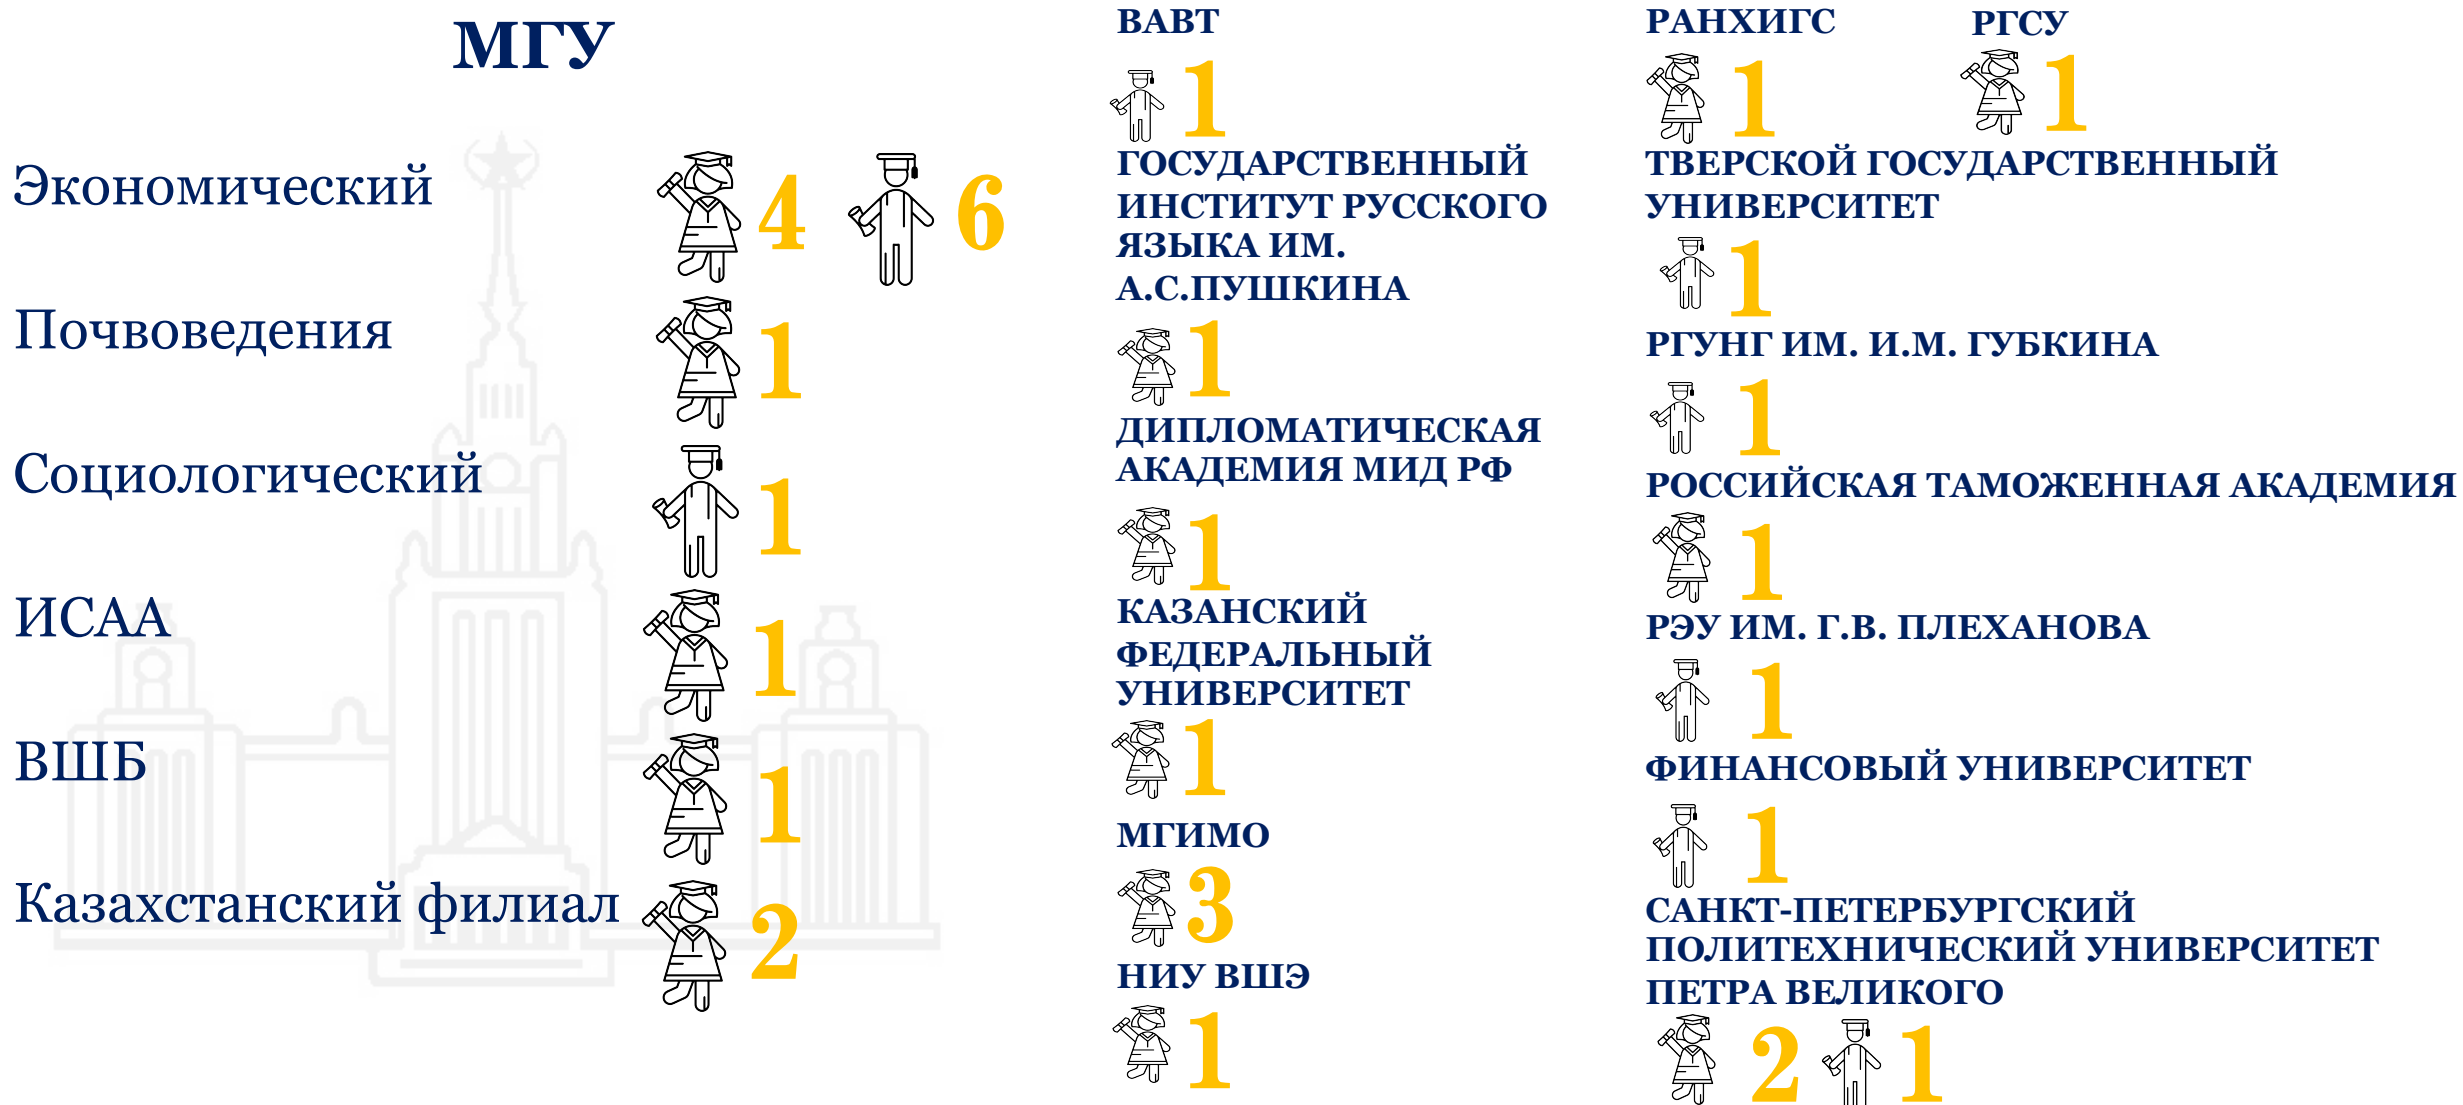 МГУ
Экономический
4 6
Почвоведения
1
Социологический
1
ИСАА
1
ВШБ
1
Казахстанский филиал
2
ВАВТ
1
ГОСУДАРСТВЕННЫЙ
ИНСТИТУТ РУССКОГО
ЯЗЫКА ИМ.
А.С.ПУШКИНА
1
ДИПЛОМАТИЧЕСКАЯ
АКАДЕМИЯ МИД РФ
1
КАЗАНСКИЙ
ФЕДЕРАЛЬНЫЙ
УНИВЕРСИТЕТ
1
МГИМО
3
НИУ ВШЭ
1
РАНХИГС РГСУ
1 1
ТВЕРСКОЙ ГОСУДАРСТВЕННЫЙ
УНИВЕРСИТЕТ
1
РГУНГ ИМ. И.М. ГУБКИНА
1
РОССИЙСКАЯ ТАМОЖЕННАЯ АКАДЕМИЯ
1
РЭУ ИМ. Г.В. ПЛЕХАНОВА
1
ФИНАНСОВЫЙ УНИВЕРСИТЕТ
1
САНКТ-ПЕТЕРБУРГСКИЙ
ПОЛИТЕХНИЧЕСКИЙ УНИВЕРСИТЕТ
ПЕТРА ВЕЛИКОГО
2 1